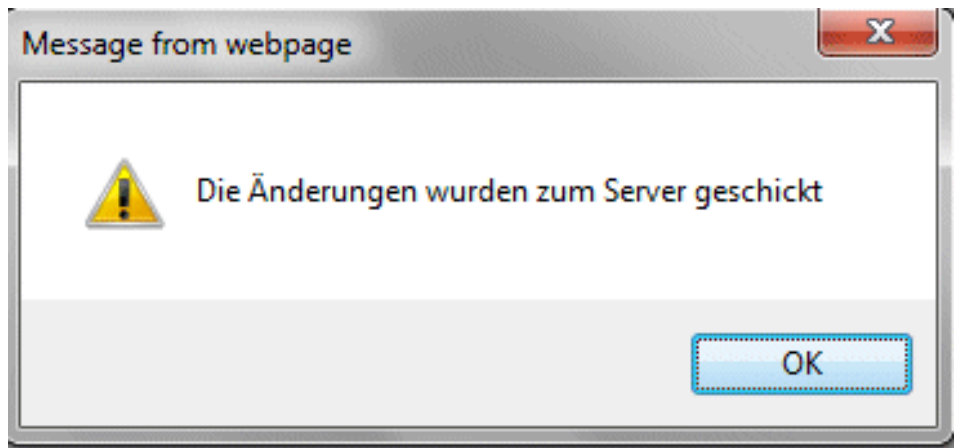 Message from webpage
Die Änderungen wurden zum Server geschickt
OK